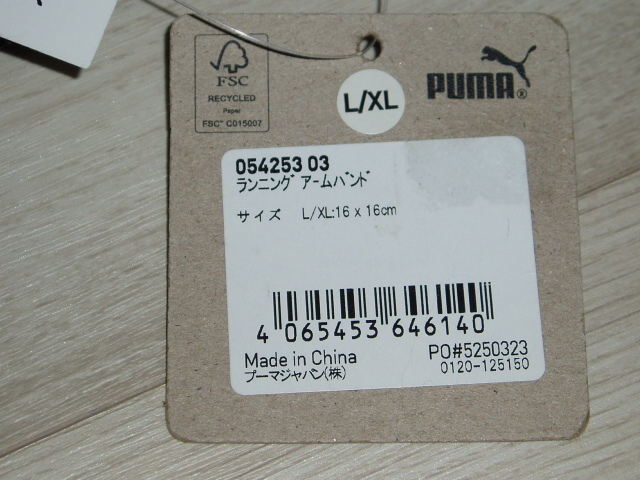 FSC
RECYCLED
Paper
FSC™ C015007
L/XL
PUMA®
054253 03
ランニング アームバンド
サイズ L/XL:16 x 16cm
4 065453 646140
Made in China
プーマジャパン(株)
PO#5250323
0120-125150